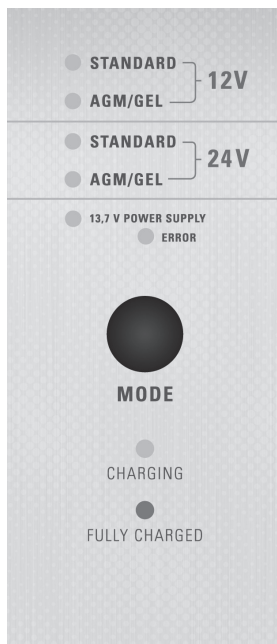 STANDARD
12V
AGM/GEL
STANDARD
24V
AGM/GEL
13,7 V POWER SUPPLY
ERROR
MODE
CHARGING
FULLY CHARGED